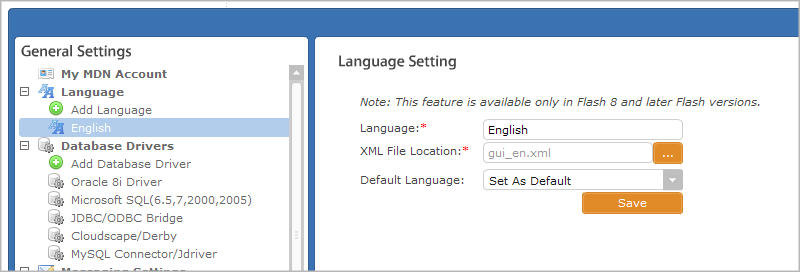 General Settings
My MDN Account
Language
Add Language
English
Database Drivers
Add Database Driver
Oracle 8i Driver
Microsoft SQL(6.5,7,2000,2005)
JDBC/ODBC Bridge
Cloudscape/Derby
MySQL Connector/Jdriver
Messaging Settings
Language Setting
Note: This feature is available only in Flash 8 and later Flash versions.
Language:* English
XML File Location:* gui_en.xml ...
Default Language: Set As Default
Save